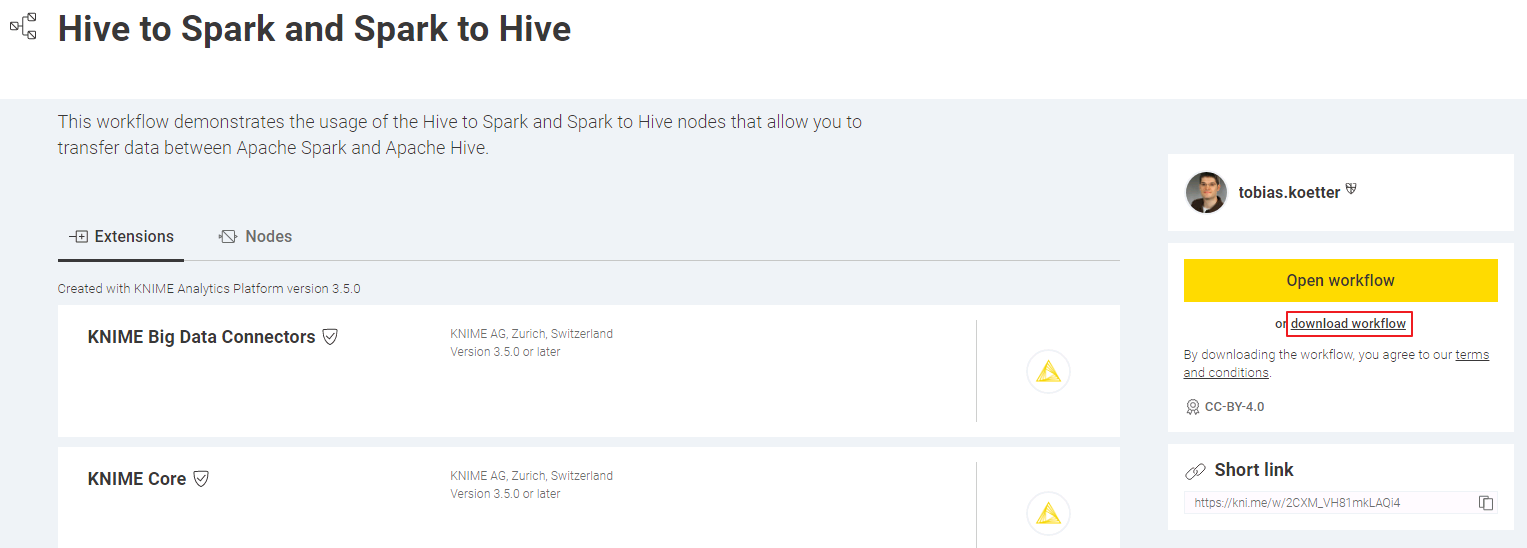 Hive to Spark and Spark to Hive
This workflow demonstrates the usage of the Hive to Spark and Spark to Hive nodes that allow you to
transfer data between Apache Spark and Apache Hive.
Extensions
Nodes
Created with KNIME Analytics Platform version 3.5.0
KNIME Big Data Connectors
KNIME AG, Zurich, Switzerland
Version 3.5.0 or later
KNIME Core
KNIME AG, Zurich, Switzerland
Version 3.5.0 or later
tobias.koetter
Open workflow
or download workflow
By downloading the workflow, you agree to our terms
and conditions.
CC-BY-4.0
Short link
https://kni.me/w/2CXM_VH81mkLAQi4